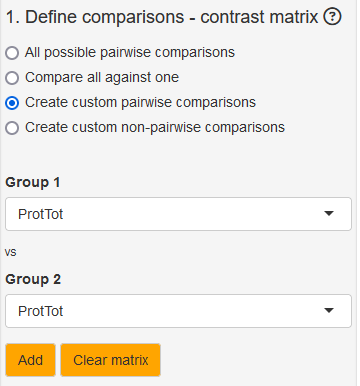 1. Define comparisons - contrast matrix ?
All possible pairwise comparisons
Compare all against one
Create custom pairwise comparisons
Create custom non-pairwise comparisons
Group 1
ProtTot
vs
Group 2
ProtTot
Add Clear matrix